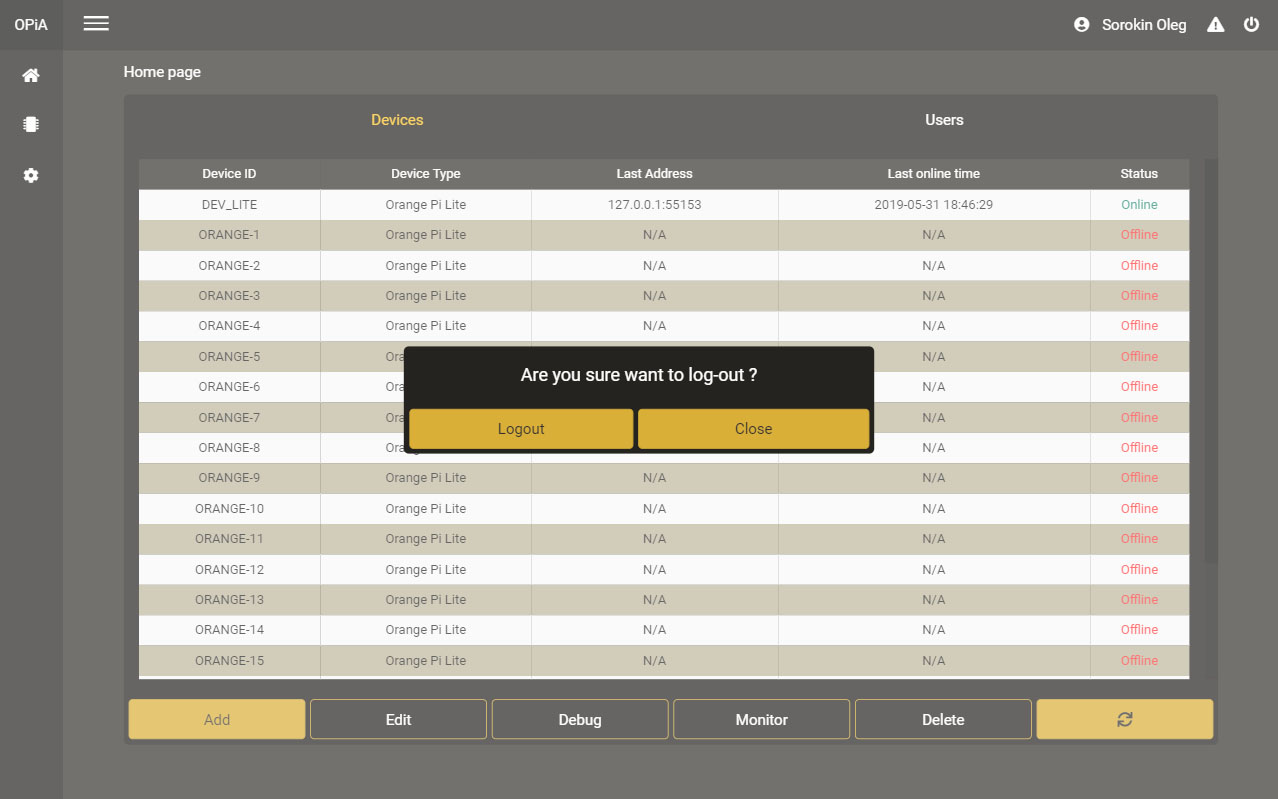 OPiA
Sorokin Oleg
Home page
Devices Users
Device ID Device Type Last Address Last online time Status
DEV_LITE Orange Pi Lite 127.0.0.1:55153 2019-05-31 18:46:29 Online
ORANGE-1 Orange Pi Lite N/A N/A Offline
ORANGE-2 Orange Pi Lite N/A N/A Offline
ORANGE-3 Orange Pi Lite N/A N/A Offline
ORANGE-4 Orange Pi Lite N/A N/A Offline
ORANGE-5 Ora N/A Offline
ORANGE-6 Ora N/A Offline
ORANGE-7 Ora N/A Offline
ORANGE-8 Ora N/A Offline
Are you sure want to log-out ?
Logout Close
ORANGE-9 Orange Pi Lite N/A N/A Offline
ORANGE-10 Orange Pi Lite N/A N/A Offline
ORANGE-11 Orange Pi Lite N/A N/A Offline
ORANGE-12 Orange Pi Lite N/A N/A Offline
ORANGE-13 Orange Pi Lite N/A N/A Offline
ORANGE-14 Orange Pi Lite N/A N/A Offline
ORANGE-15 Orange Pi Lite N/A N/A Offline
Add Edit Debug Monitor Delete